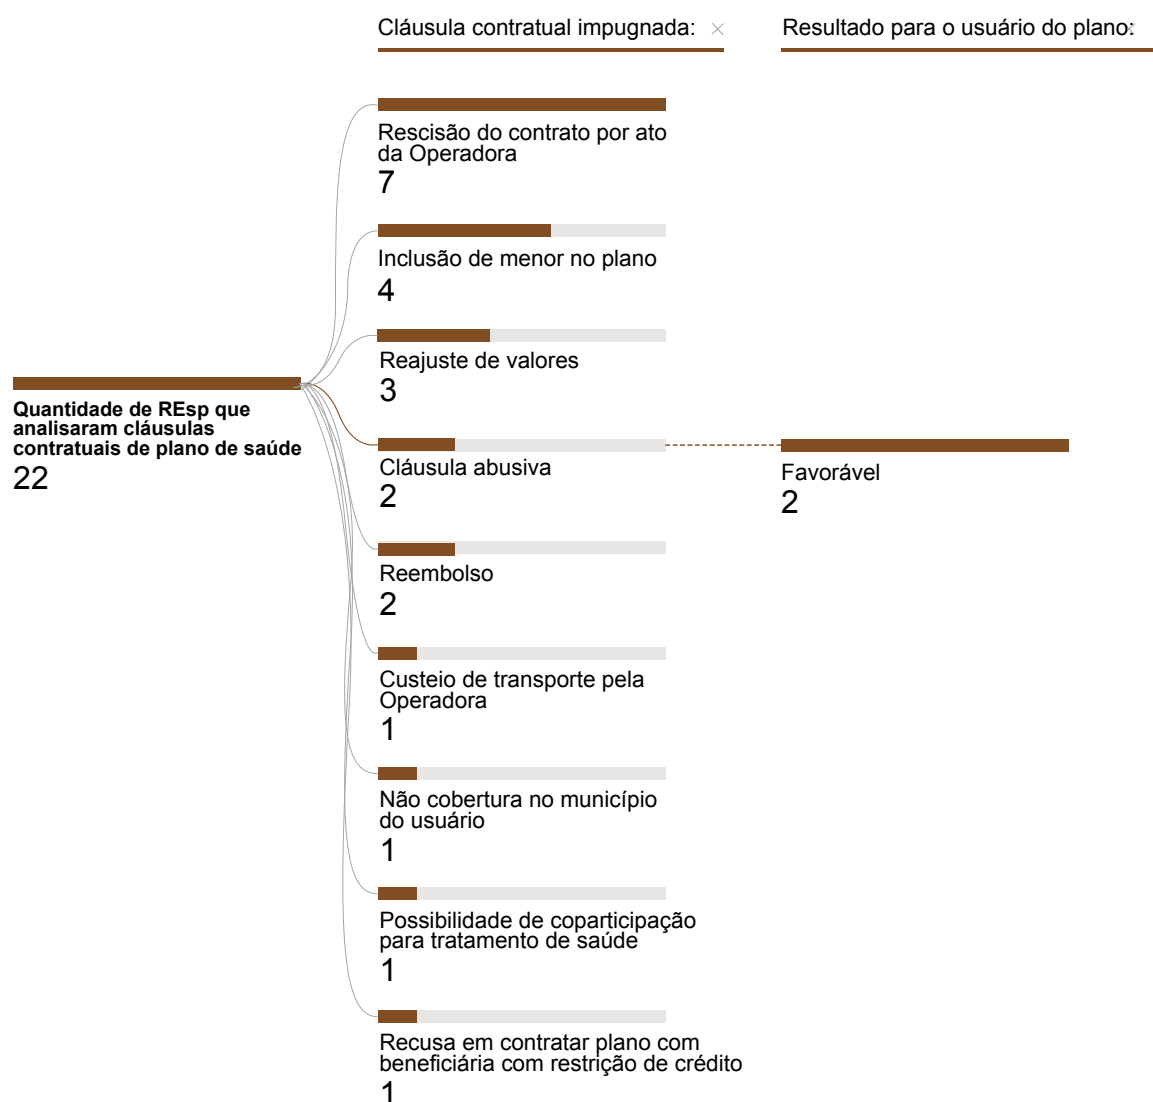 Cláusula contratual impugnada: ×
Resultado para o usuário do plano: ×
Rescisão do contrato por ato
da Operadora
7
Inclusão de menor no plano
4
Reajuste de valores
3
Quantidade de REsp que
analisaram cláusulas
contratuais de plano de saúde
22
Cláusula abusiva
2
Favorável
2
Reembolso
2
Custeio de transporte pela
Operadora
1
Não cobertura no município
do usuário
1
Possibilidade de coparticipação
para tratamento de saúde
1
Recusa em contratar plano com
beneficiária com restrição de crédito
1